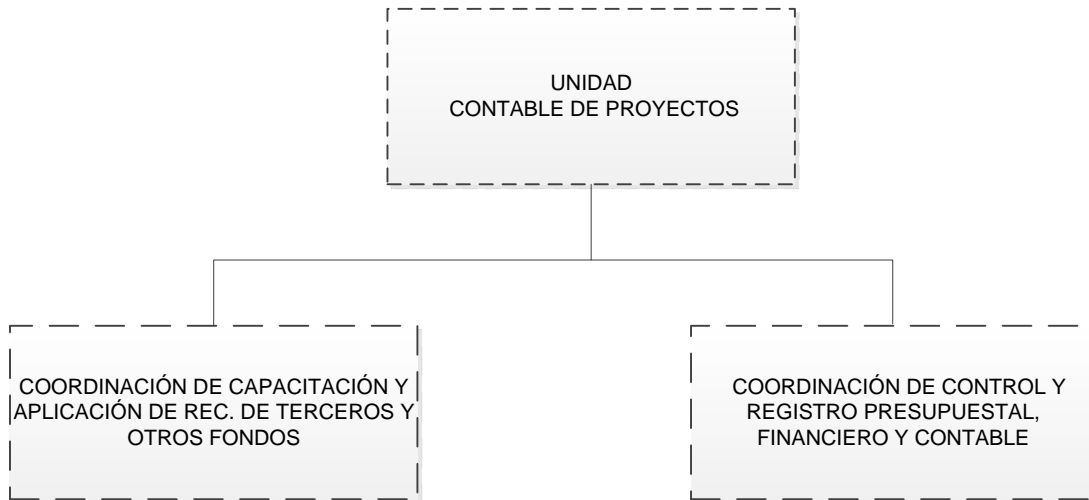 UNIDAD
CONTABLE DE PROYECTOS
COORDINACIÓN DE CAPACITACIÓN Y
APLICACIÓN DE REC. DE TERCEROS Y
OTROS FONDOS
COORDINACIÓN DE CONTROL Y
REGISTRO PRESUPUESTAL,
FINANCIERO Y CONTABLE